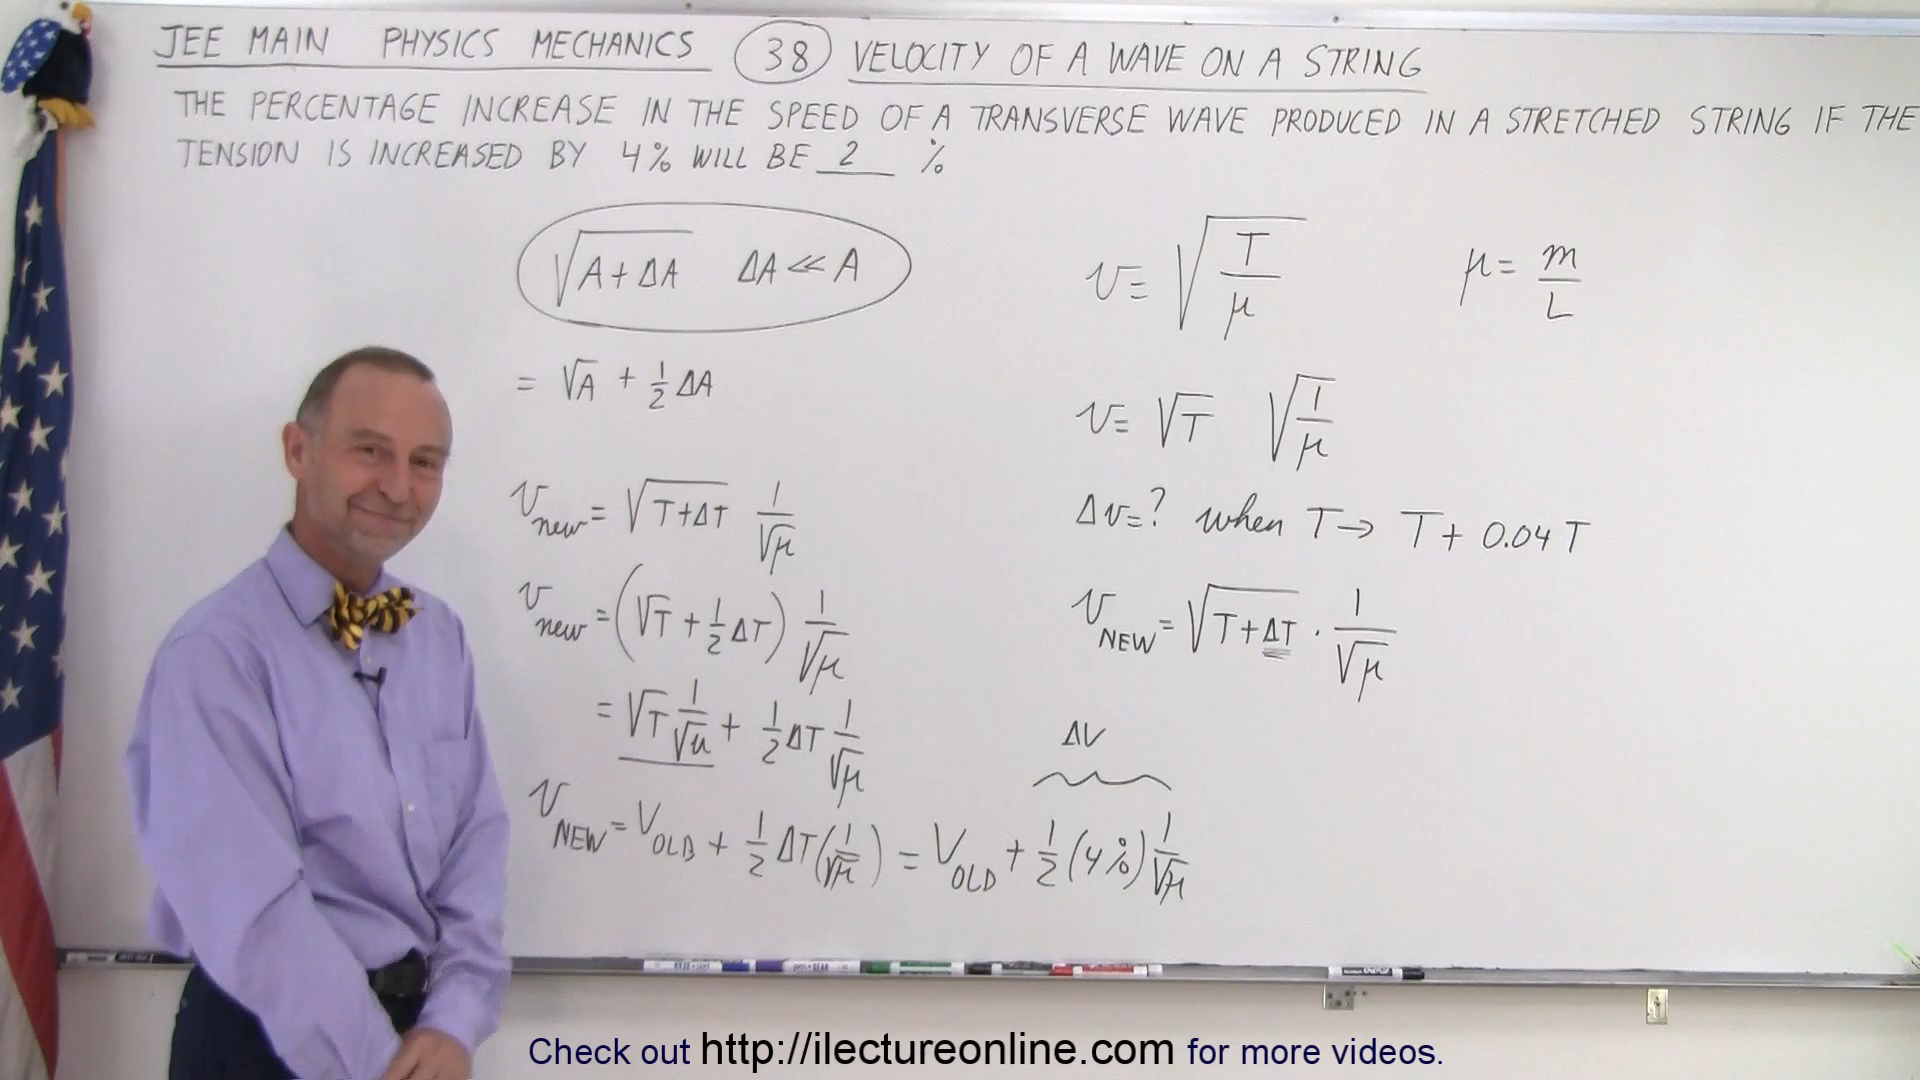 JEE MAIN PHYSICS MECHANICS 38 VELOCITY OF A WAVE ON A STRING
THE PERCENTAGE INCREASE IN THE SPEED OF A TRANSVERSE WAVE PRODUCED IN A STRETCHED STRING IF THE
TENSION IS INCREASED BY 4% WILL BE 2 %
√(A+ΔA) ΔA ≪ A
= √A + 1/2 ΔA
v_new = √(T+ΔT) 1/√μ
v_new = (√T + 1/2 ΔT) 1/√μ
= √T 1/√μ + 1/2 ΔT 1/√μ
v_NEW = V_OLD + 1/2 ΔT (1/√μ) = V_OLD + 1/2 (4%) 1/√μ
ΔV
v = √(T/μ) μ = m/L
v = √T √(1/μ)
Δv = ? when T → T + 0.04 T
v_NEW = √(T+ΔT) · 1/√μ
Check out http://ilectureonline.com for more videos.